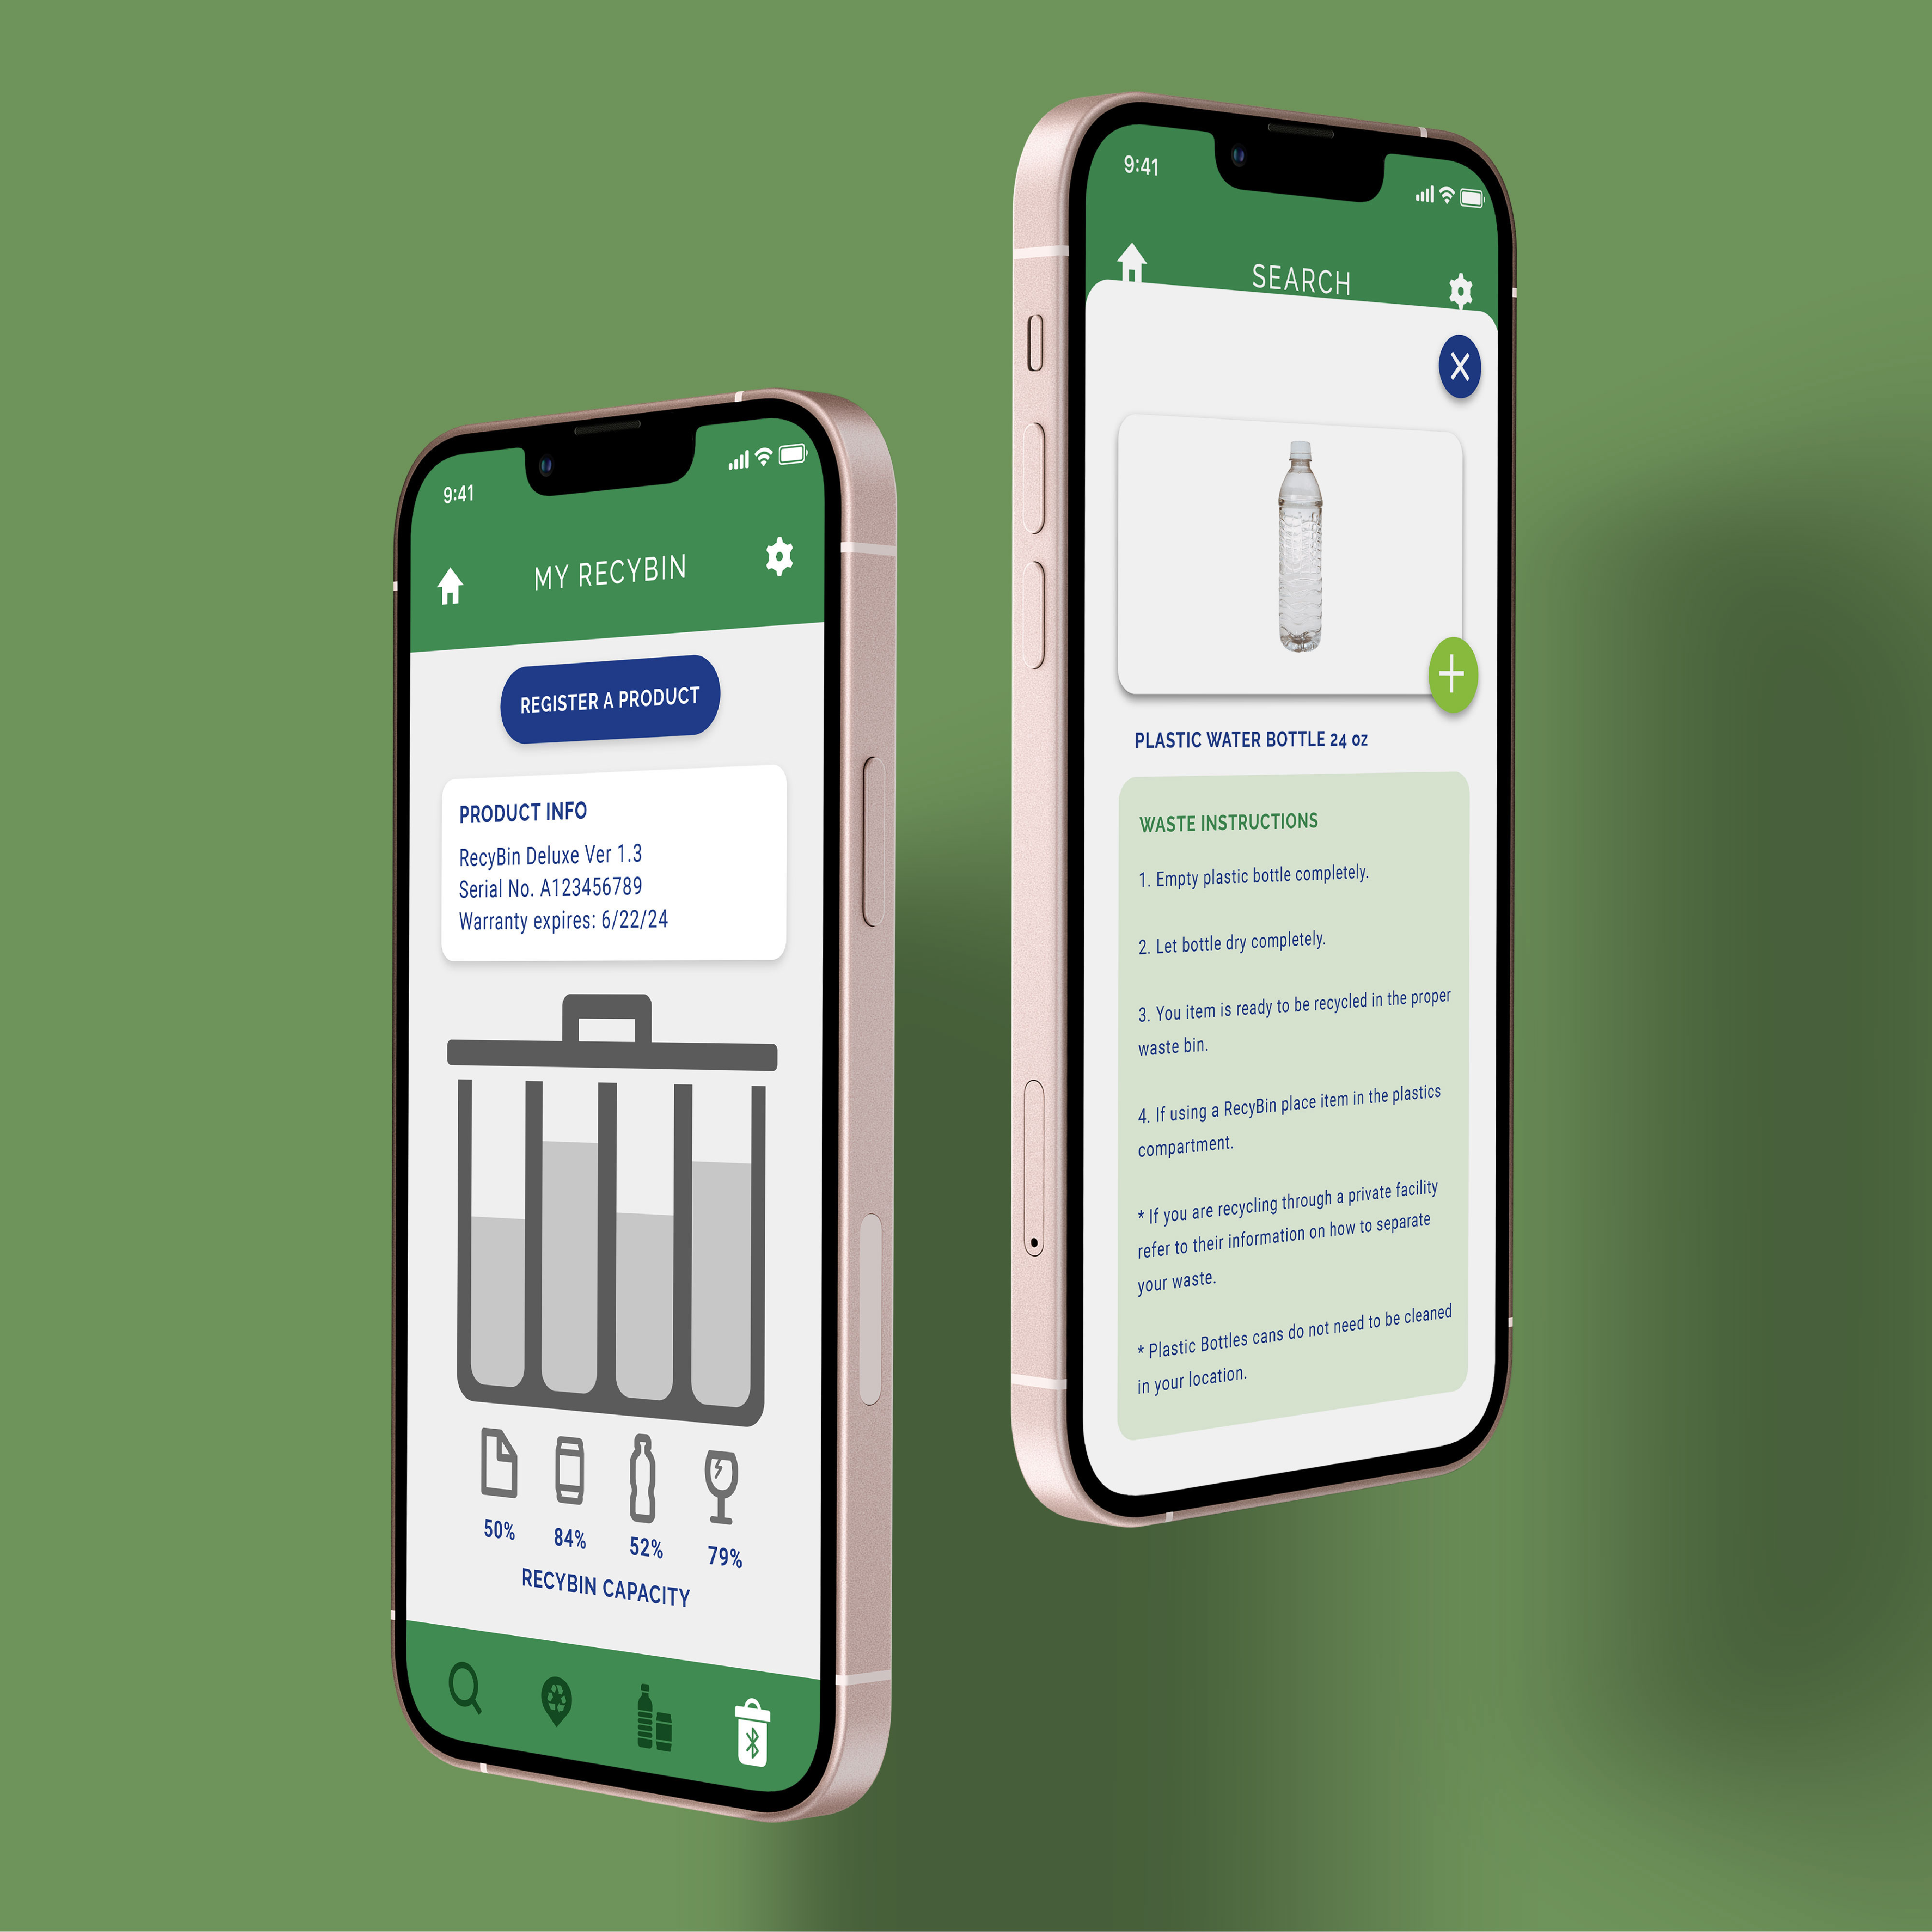 9:41
MY RECYBIN
REGISTER A PRODUCT
PRODUCT INFO
RecyBin Deluxe Ver 1.3
Serial No. A123456789
Warranty expires: 6/22/24
50%
84%
52%
79%
RECYBIN CAPACITY
9:41
SEARCH
X
PLASTIC WATER BOTTLE 24 oz
WASTE INSTRUCTIONS
1. Empty plastic bottle completely.
2. Let bottle dry completely.
3. You item is ready to be recycled in the proper
waste bin.
4. If using a RecyBin place item in the plastics
compartment.
* If you are recycling through a private facility
refer to their information on how to separate
your waste.
* Plastic Bottles cans do not need to be cleaned
in your location.